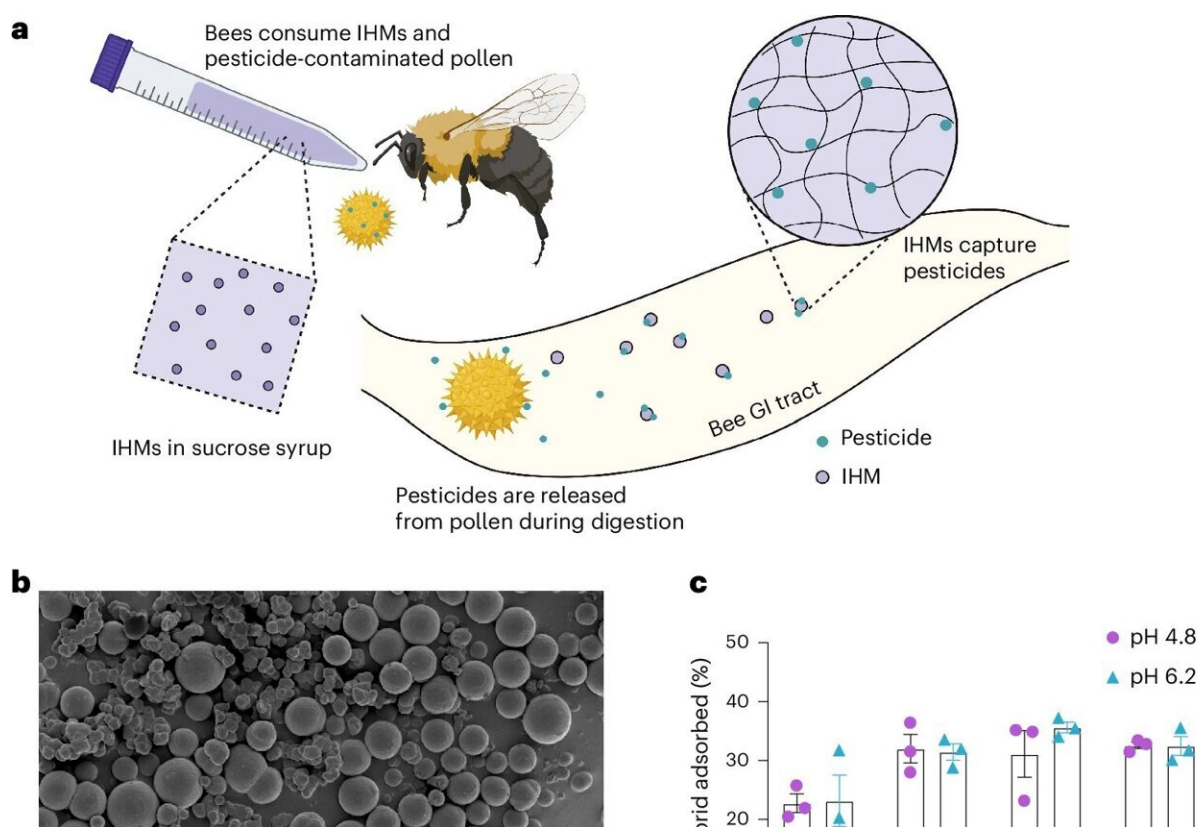 a
Bees consume IHMs and
pesticide-contaminated pollen
IHMs capture
pesticides
IHMs in sucrose syrup
Bee GI tract
Pesticide
IHM
Pesticides are released
from pollen during digestion
b
c
50
40
30
20
adsorbed (%)
pH 4.8
pH 6.2